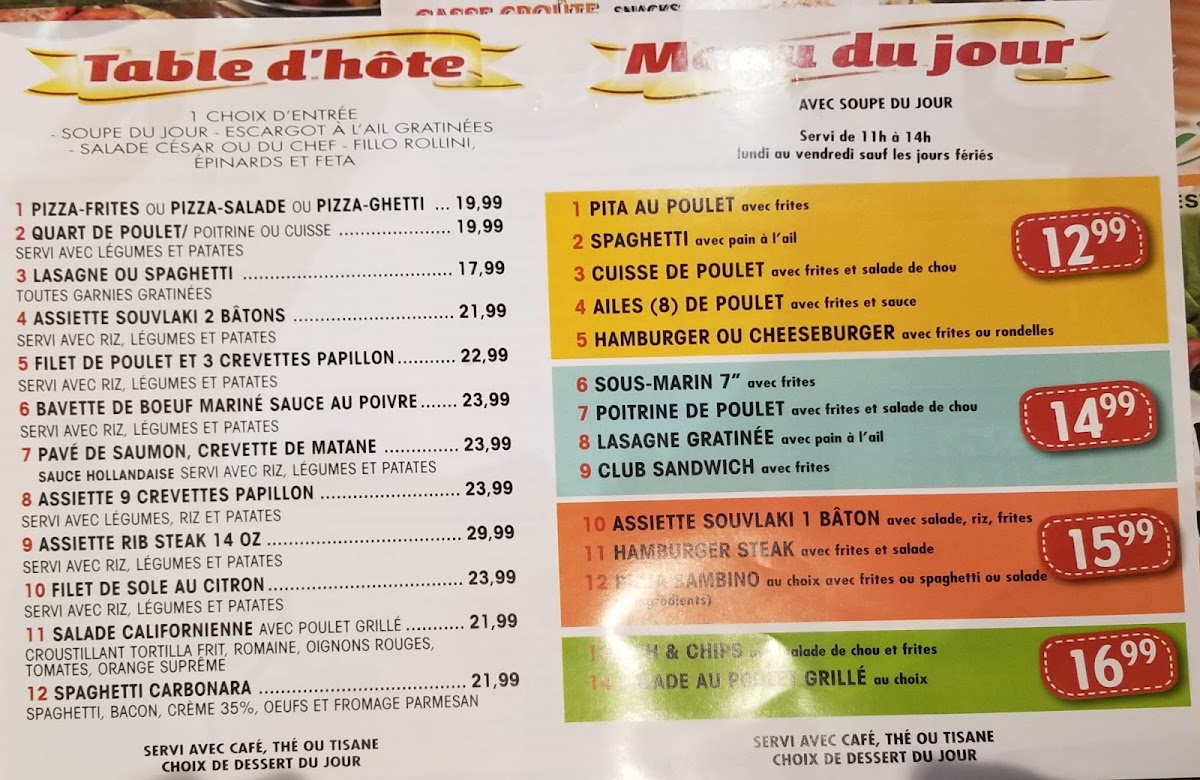 CASSE CROÛTE SNACKS
Table d'hôte
1 CHOIX D'ENTRÉE
- SOUPE DU JOUR - ESCARGOT À L'AIL GRATINÉES
- SALADE CÉSAR OU DU CHEF - FILLO ROLLINI,
ÉPINARDS ET FETA
1 PIZZA-FRITES OU PIZZA-SALADE OU PIZZA-GHETTI ... 19,99
2 QUART DE POULET/ POITRINE OU CUISSE .................... 19,99
SERVI AVEC LÉGUMES ET PATATES
3 LASAGNE OU SPAGHETTI ..................................... 17,99
TOUTES GARNIES GRATINÉES
4 ASSIETTE SOUVLAKI 2 BÂTONS ............................. 21,99
SERVI AVEC RIZ, LÉGUMES ET PATATES
5 FILET DE POULET ET 3 CREVETTES PAPILLON.......... 22,99
SERVI AVEC RIZ, LÉGUMES ET PATATES
6 BAVETTE DE BOEUF MARINÉ SAUCE AU POIVRE....... 23,99
SERVI AVEC RIZ, LÉGUMES ET PATATES
7 PAVÉ DE SAUMON, CREVETTE DE MATANE ............. 23,99
SAUCE HOLLANDAISE SERVI AVEC RIZ, LÉGUMES ET PATATES
8 ASSIETTE 9 CREVETTES PAPILLON ......................... 23,99
SERVI AVEC LÉGUMES, RIZ ET PATATES
9 ASSIETTE RIB STEAK 14 OZ................................... 29,99
SERVI AVEC RIZ, LÉGUMES ET PATATES
10 FILET DE SOLE AU CITRON................................... 23,99
SERVI AVEC RIZ, LÉGUMES ET PATATES
11 SALADE CALIFORNIENNE AVEC POULET GRILLÉ .......... 21,99
CROUSTILLANT TORTILLA FRIT, ROMAINE, OIGNONS ROUGES,
TOMATES, ORANGE SUPRÊME
12 SPAGHETTI CARBONARA ..................................... 21,99
SPAGHETTI, BACON, CRÈME 35%, OEUFS ET FROMAGE PARMESAN
SERVI AVEC CAFÉ, THÉ OU TISANE
CHOIX DE DESSERT DU JOUR
Menu du jour
AVEC SOUPE DU JOUR
Servi de 11h à 14h
lundi au vendredi sauf les jours fériés
1 PITA AU POULET avec frites
2 SPAGHETTI avec pain à l'ail
3 CUISSE DE POULET avec frites et salade de chou
4 AILES (8) DE POULET avec frites et sauce
5 HAMBURGER OU CHEESEBURGER avec frites ou rondelles
12 99
6 SOUS-MARIN 7" avec frites
7 POITRINE DE POULET avec frites et salade de chou
8 LASAGNE GRATINÉE avec pain à l'ail
9 CLUB SANDWICH avec frites
14 99
10 ASSIETTE SOUVLAKI 1 BÂTON avec salade, riz, frites
11 HAMBURGER STEAK avec frites et salade
12 BAMBINO au choix avec frites ou spaghetti ou salade
15 99
& CHIPS salade de chou et frites
14 SALADE AU POULET GRILLÉ au choix
16 99
SERVI AVEC CAFÉ, THÉ OU TISANE
CHOIX DE DESSERT DU JOUR